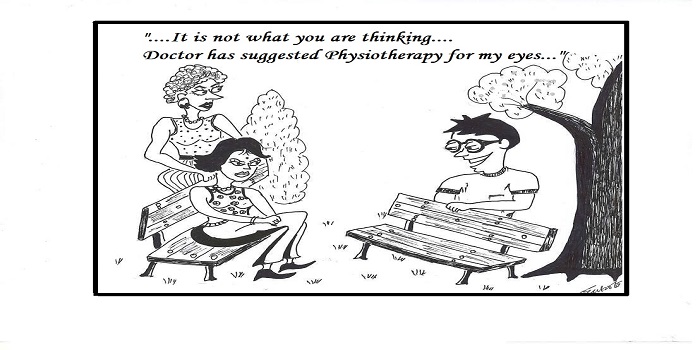 "....It is not what you are thinking....
Doctor has suggested Physiotherapy for my eyes..."